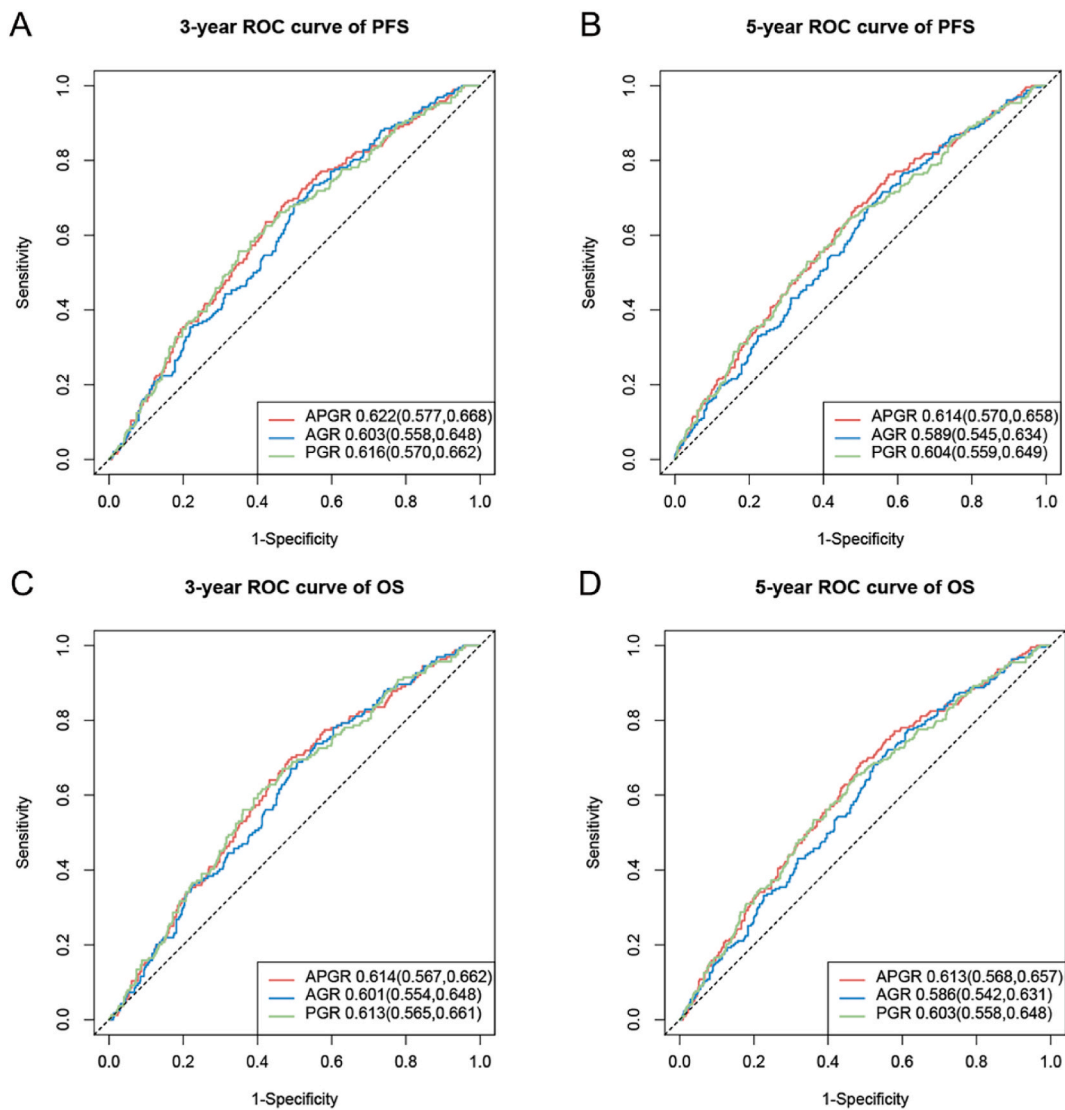 A
3-year ROC curve of PFS
Sensitivity
0.0 0.2 0.4 0.6 0.8 1.0
APGR 0.622(0.577,0.668)
AGR 0.603(0.558,0.648)
PGR 0.616(0.570,0.662)
0.0 0.2 0.4 0.6 0.8 1.0
1-Specificity
B
5-year ROC curve of PFS
Sensitivity
0.0 0.2 0.4 0.6 0.8 1.0
APGR 0.614(0.570,0.658)
AGR 0.589(0.545,0.634)
PGR 0.604(0.559,0.649)
0.0 0.2 0.4 0.6 0.8 1.0
1-Specificity
C
3-year ROC curve of OS
Sensitivity
0.0 0.2 0.4 0.6 0.8 1.0
APGR 0.614(0.567,0.662)
AGR 0.601(0.554,0.648)
PGR 0.613(0.565,0.661)
0.0 0.2 0.4 0.6 0.8 1.0
1-Specificity
D
5-year ROC curve of OS
Sensitivity
0.0 0.2 0.4 0.6 0.8 1.0
APGR 0.613(0.568,0.657)
AGR 0.586(0.542,0.631)
PGR 0.603(0.558,0.648)
0.0 0.2 0.4 0.6 0.8 1.0
1-Specificity